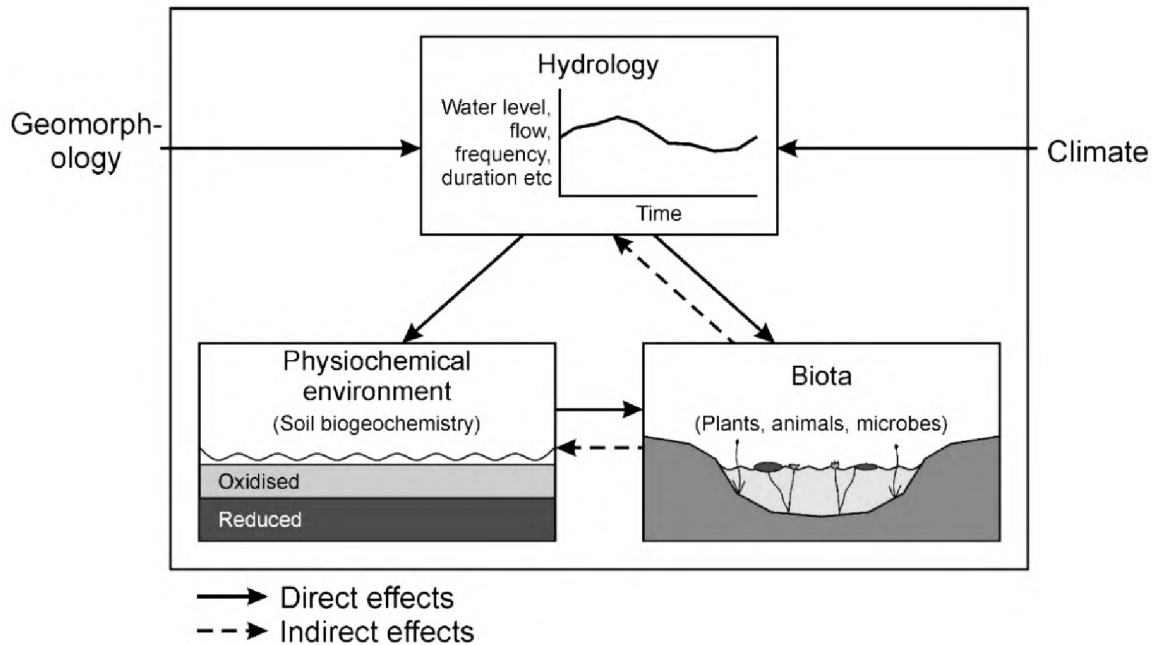 Hydrology
Water level,
flow,
frequency,
duration etc
Time
Geomorph-
ology
Climate
Physiochemical
environment
(Soil biogeochemistry)
Oxidised
Reduced
Biota
(Plants, animals, microbes)
Direct effects
Indirect effects